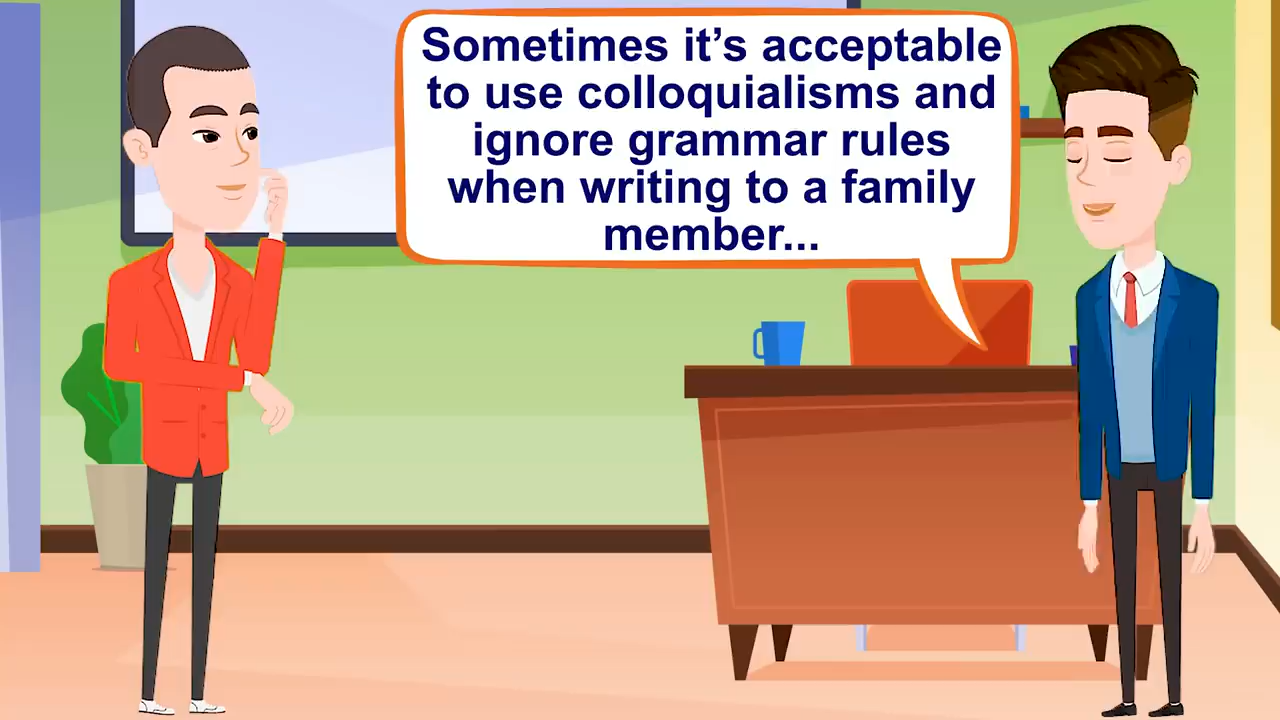 Sometimes it’s acceptable
to use colloquialisms and
ignore grammar rules
when writing to a family
member...